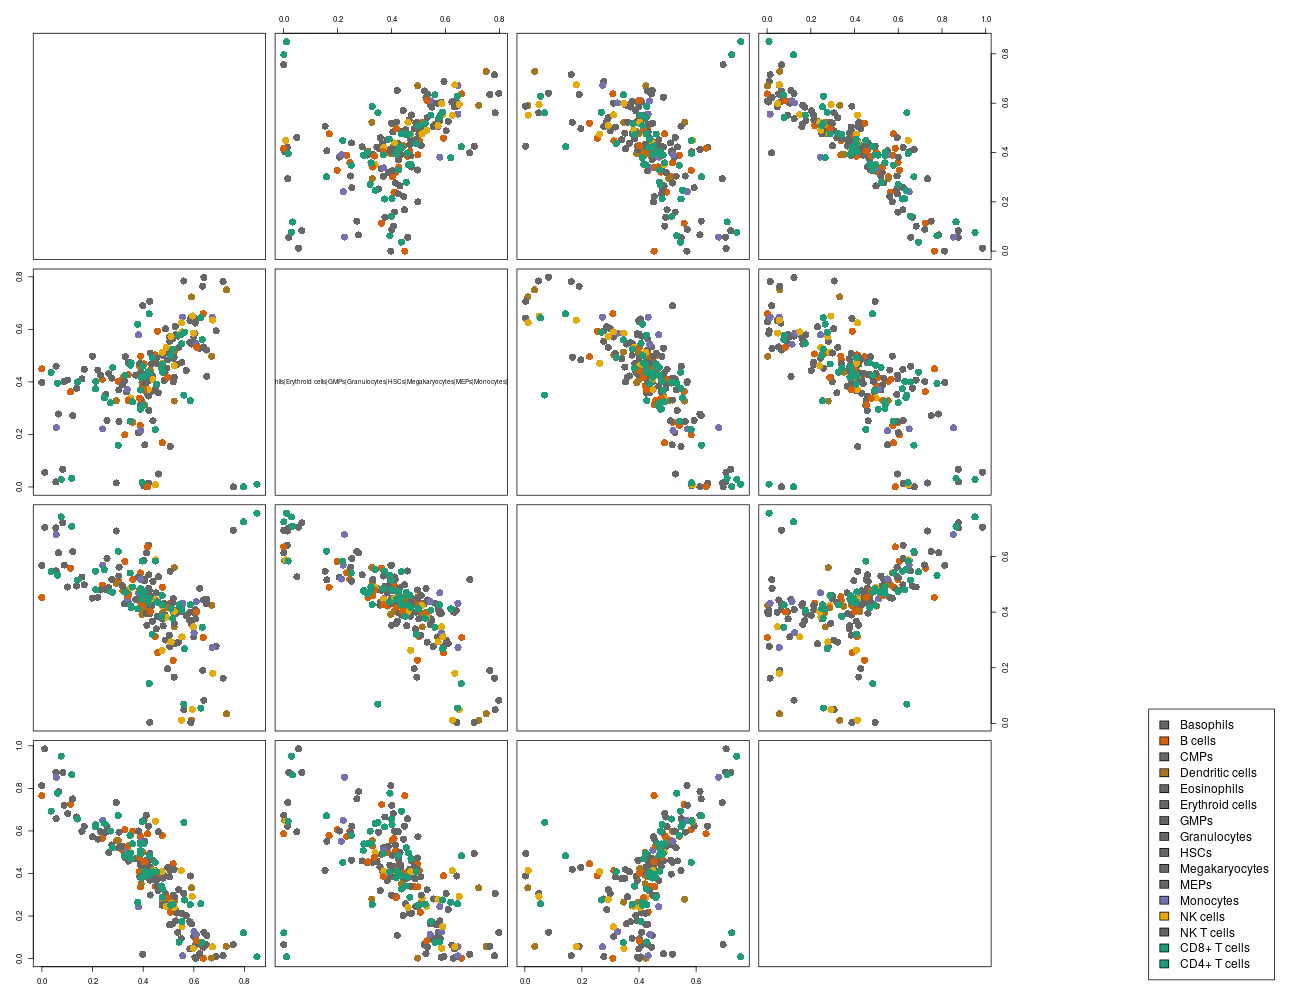 0.0 0.2 0.4 0.6 0.8
0.0 0.2 0.4 0.6 0.8 1.0
0.0 0.2 0.4 0.6 0.8
0.0 0.2 0.4 0.6 0.8
hils|Erythroid cells|GMPs|Granulocytes|HSCs|Megakaryocytes|MEPs|Monocytes|
0.0 0.2 0.4 0.6
0.0 0.2 0.4 0.6 0.8 1.0
0.0 0.2 0.4 0.6 0.8
0.0 0.2 0.4 0.6
Basophils
B cells
CMPs
Dendritic cells
Eosinophils
Erythroid cells
GMPs
Granulocytes
HSCs
Megakaryocytes
MEPs
Monocytes
NK cells
NK T cells
CD8+ T cells
CD4+ T cells